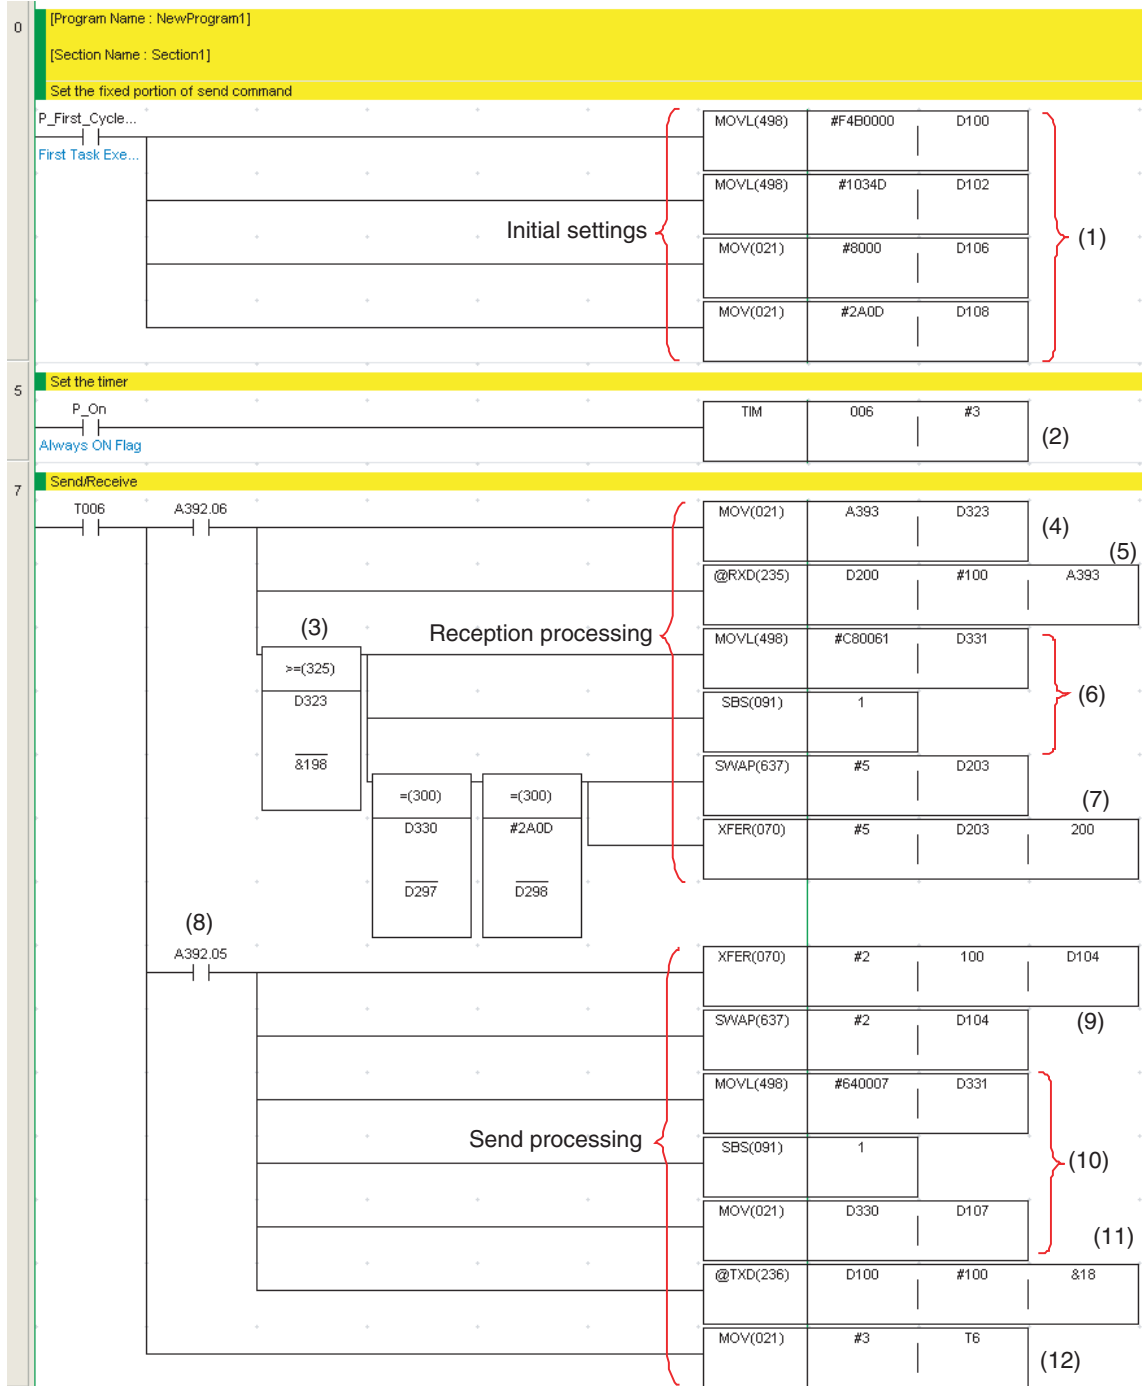 0
[Program Name : NewProgram1]
[Section Name : Section1]
Set the fixed portion of send command
P_First_Cycle...
First Task Exe...
MOVL(498) #F4B0000 D100
MOVL(498) #1034D D102
Initial settings
(1)
MOV(021) #8000 D106
MOV(021) #2A0D D108
5
Set the timer
P_On
Always ON Flag
TIM 006 #3
(2)
7
Send/Receive
T006 A392.06
MOV(021) A393 D323
(4)
(5)
@RXD(235) D200 #100 A393
(3)
Reception processing
MOVL(498) #C80061 D331
>=(325)
D323
&198
SBS(091) 1
(6)
SWAP(637) #5 D203
=(300) =(300)
(7)
D330 #2A0D
XFER(070) #5 D203 200
D297 D298
(8)
A392.05
XFER(070) #2 100 D104
SWAP(637) #2 D104
(9)
MOVL(498) #640007 D331
Send processing
SBS(091) 1
(10)
MOV(021) D330 D107
(11)
@TXD(236) D100 #100 &18
MOV(021) #3 T6
(12)